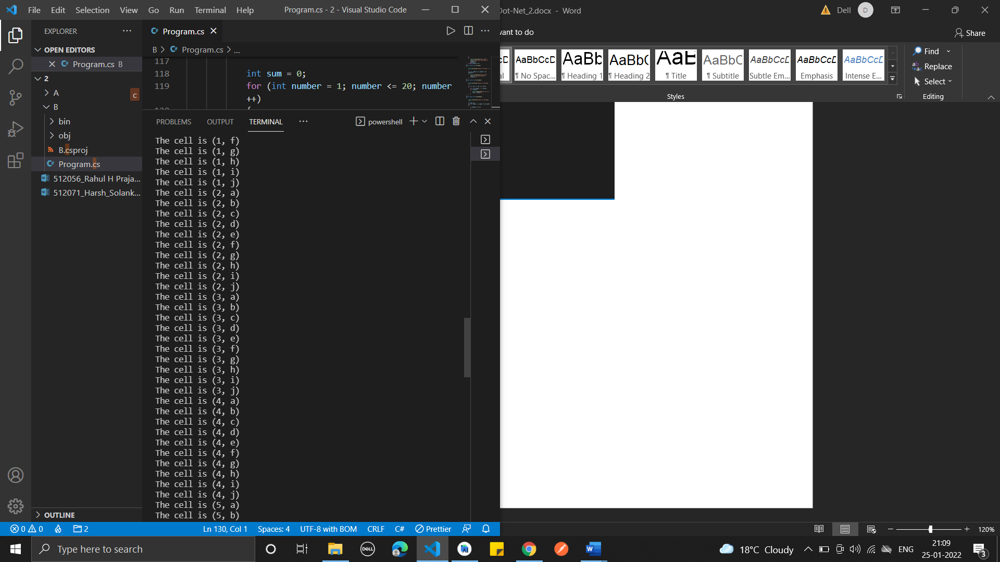 File Edit Selection View Go Run Terminal Help Program.cs - 2 - Visual Studio Code
Dot-Net_2.docx - Word
Dell D
EXPLORER
Program.cs
vant to do
Share
OPEN EDITORS
B Program.cs ...
Program.cs B
2
A c
B
bin
obj
B.csproj
Program.cs
512056_Rahul H Praja...
512071_Harsh_Solank...
OUTLINE
117
118 int sum = 0;
119 for (int number = 1; number <= 20; number
++)
{
PROBLEMS OUTPUT TERMINAL powershell
The cell is (1, f)
The cell is (1, g)
The cell is (1, h)
The cell is (1, i)
The cell is (1, j)
The cell is (2, a)
The cell is (2, b)
The cell is (2, c)
The cell is (2, d)
The cell is (2, e)
The cell is (2, f)
The cell is (2, g)
The cell is (2, h)
The cell is (2, i)
The cell is (2, j)
The cell is (3, a)
The cell is (3, b)
The cell is (3, c)
The cell is (3, d)
The cell is (3, e)
The cell is (3, f)
The cell is (3, g)
The cell is (3, h)
The cell is (3, i)
The cell is (3, j)
The cell is (4, a)
The cell is (4, b)
The cell is (4, c)
The cell is (4, d)
The cell is (4, e)
The cell is (4, f)
The cell is (4, g)
The cell is (4, h)
The cell is (4, i)
The cell is (4, j)
The cell is (5, a)
The cell is (5, b)
AaBbCcD AaBb AaBbC AaB AaBbC AaBbCcD AaBbCcD AaBbCcD
¶ No Spac... ¶ Heading 1 ¶ Heading 2 ¶ Title ¶ Subtitle Subtle Em... Emphasis Intense E...
Styles
Find
Replace
Select
Editing
0 0 2 Ln 130, Col 1 Spaces: 4 UTF-8 with BOM CRLF C# Prettier
120%
Type here to search
DELL
18°C Cloudy
ENG
21:09
25-01-2022
3